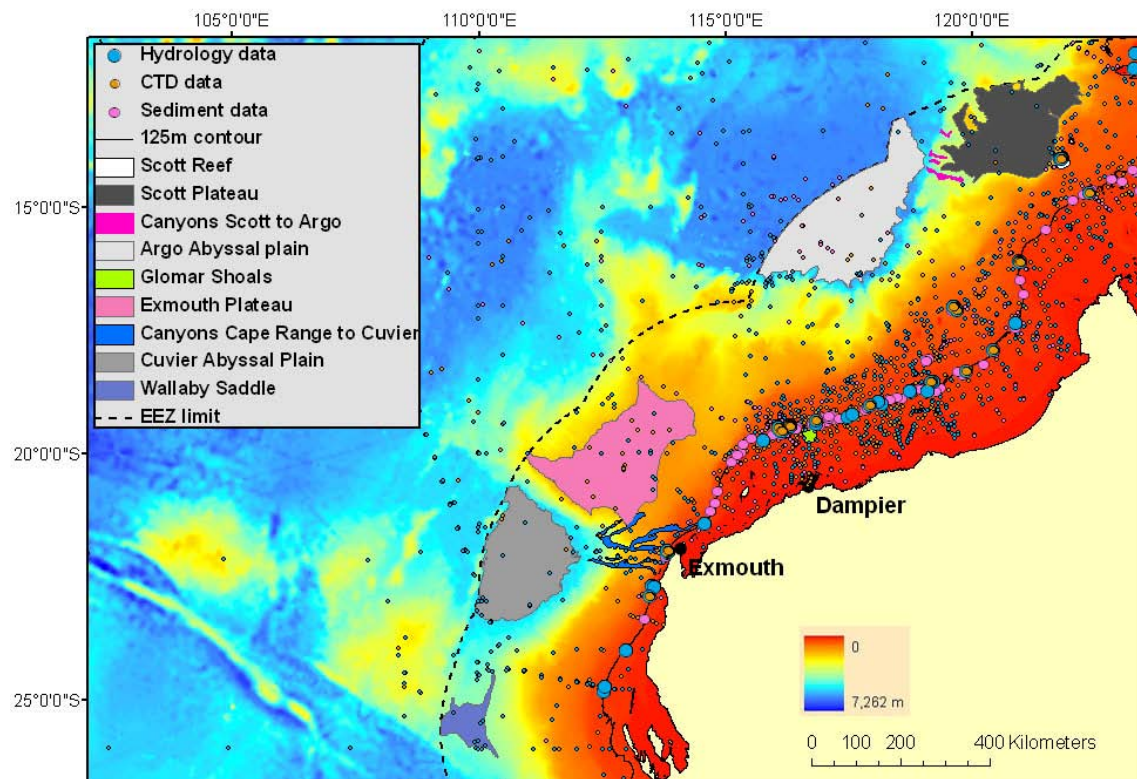 105°0'0"E 110°0'0"E 115°0'0"E 120°0'0"E
Hydrology data
CTD data
Sediment data
125m contour
Scott Reef
Scott Plateau
Canyons Scott to Argo
Argo Abyssal plain
Glomar Shoals
Exmouth Plateau
Canyons Cape Range to Cuvier
Cuvier Abyssal Plain
Wallaby Saddle
EEZ limit
15°0'0"S
20°0'0"S
25°0'0"S
Dampier
Exmouth
0
7,262 m
0 100 200 400 Kilometers